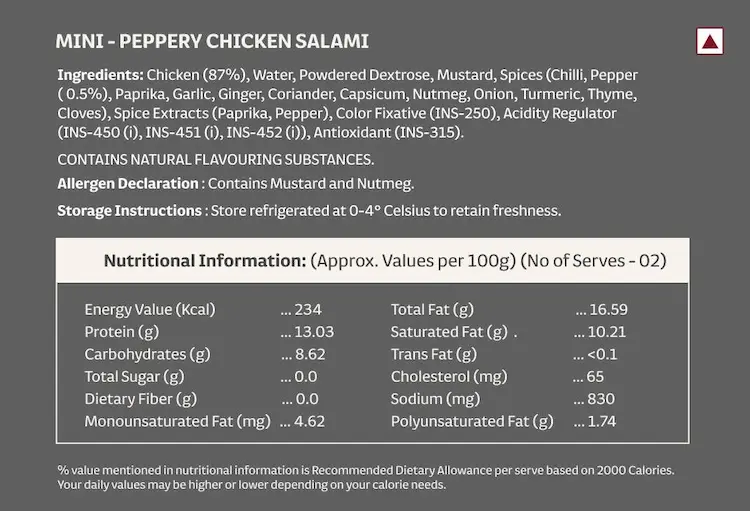 MINI - PEPPERY CHICKEN SALAMI
Ingredients: Chicken (87%), Water, Powdered Dextrose, Mustard, Spices (Chilli, Pepper
( 0.5%), Paprika, Garlic, Ginger, Coriander, Capsicum, Nutmeg, Onion, Turmeric, Thyme,
Cloves), Spice Extracts (Paprika, Pepper), Color Fixative (INS-250), Acidity Regulator
(INS-450 (i), INS-451 (i), INS-452 (i)), Antioxidant (INS-315).
CONTAINS NATURAL FLAVOURING SUBSTANCES.
Allergen Declaration : Contains Mustard and Nutmeg.
Storage Instructions : Store refrigerated at 0-4° Celsius to retain freshness.
Nutritional Information: (Approx. Values per 100g) (No of Serves - 02)
Energy Value (Kcal) ... 234
Protein (g) ... 13.03
Carbohydrates (g) ... 8.62
Total Sugar (g) ... 0.0
Dietary Fiber (g) ... 0.0
Monounsaturated Fat (mg) ... 4.62
Total Fat (g) ... 16.59
Saturated Fat (g) . ... 10.21
Trans Fat (g) ... <0.1
Cholesterol (mg) ... 65
Sodium (mg) ... 830
Polyunsaturated Fat (g) ... 1.74
% value mentioned in nutritional information is Recommended Dietary Allowance per serve based on 2000 Calories.
Your daily values may be higher or lower depending on your calorie needs.